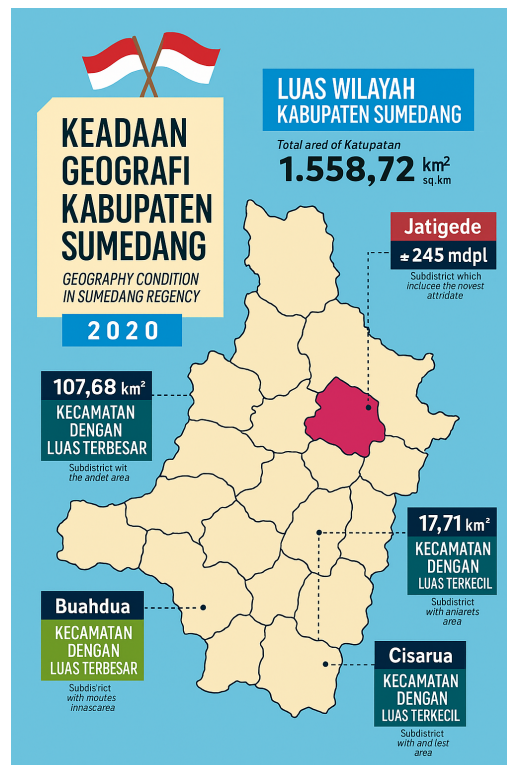 KEADAAN
GEOGRAFI
KABUPATEN
SUMEDANG
GEOGRAPHY CONDITION
IN SUMEDANG REGENCY
2020
LUAS WILAYAH
KABUPATEN SUMEDANG
Total ared of Katupatan
1.558,72 km²
sq.km
Jatigede
±245 mdpl
Subdistrict which
inclucee the novest
attridate
107,68 km²
KECAMATAN
DENGAN
LUAS TERBESAR
Subdistrict wit
the andet area
17,71 km²
KECAMATAN
DENGAN
LUAS TERKECIL
Subdistrict
with aniarets
area
Buahdua
KECAMATAN
DENGAN
LUAS TERBESAR
Subdis'rict
with moutes
innascarea
Cisarua
KECAMATAN
DENGAN
LUAS TERKECIL
Subdistrict
with and lest
area